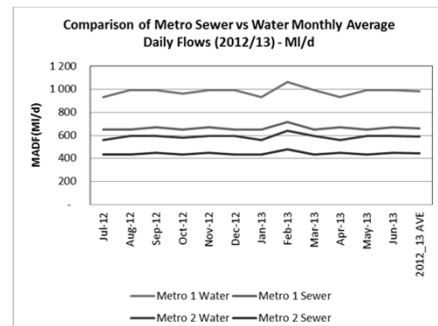 Comparison of Metro Sewer vs Water Monthly Average
Daily Flows (2012/13) - Ml/d
MADF(Ml/d)
1 200
1 000
800
600
400
200
-
Jul-12
Aug-12
Sep-12
Oct-12
Nov-12
Dec-12
Jan-13
Feb-13
Mar-13
Apr-13
May-13
Jun-13
2012_13 AVE
Metro 1 Water
Metro 1 Sewer
Metro 2 Water
Metro 2 Sewer